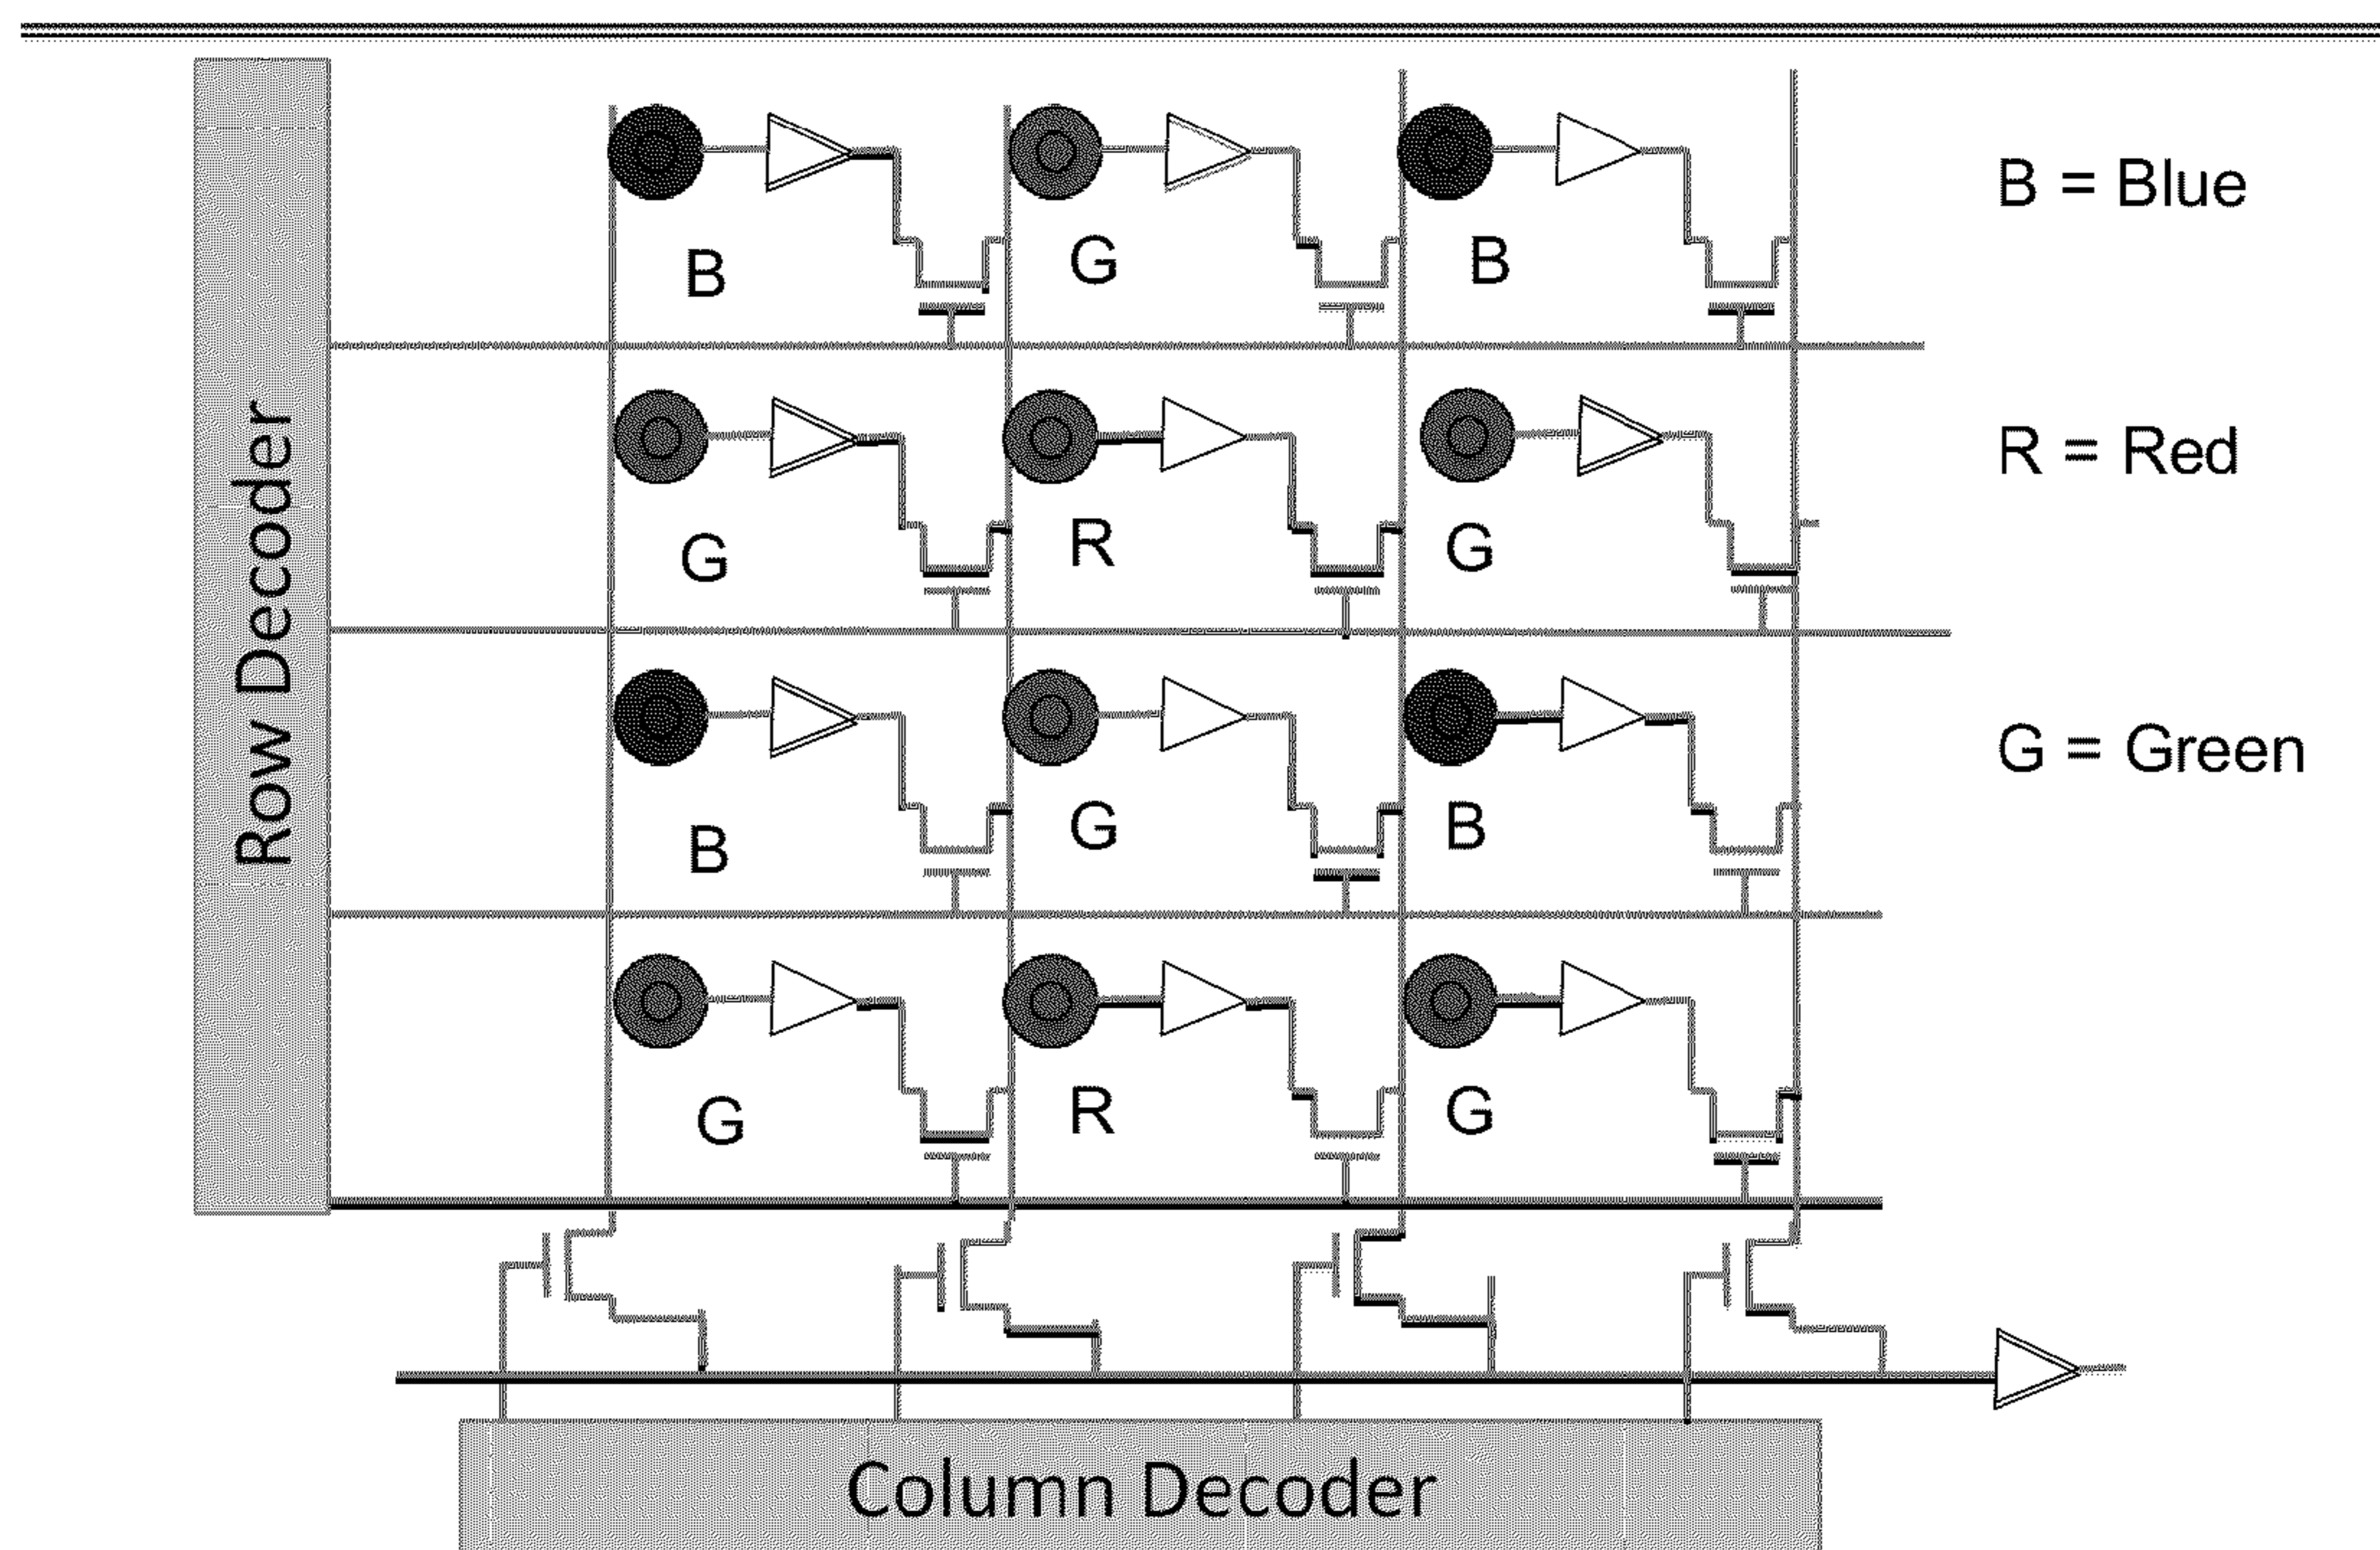 Row Decoder
B G B
B = Blue
G R G
R = Red
B G B
G = Green
G R G
Column Decoder